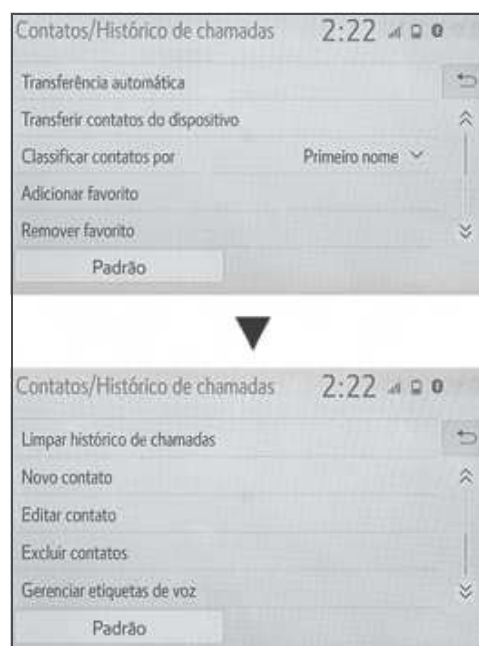 Contatos/Histórico de chamadas 2:22
Transferência automática
Transferir contatos do dispositivo
Classificar contatos por Primeiro nome
Adicionar favorito
Remover favorito
Padrão
Contatos/Histórico de chamadas 2:22
Limpar histórico de chamadas
Novo contato
Editar contato
Excluir contatos
Gerenciar etiquetas de voz
Padrão